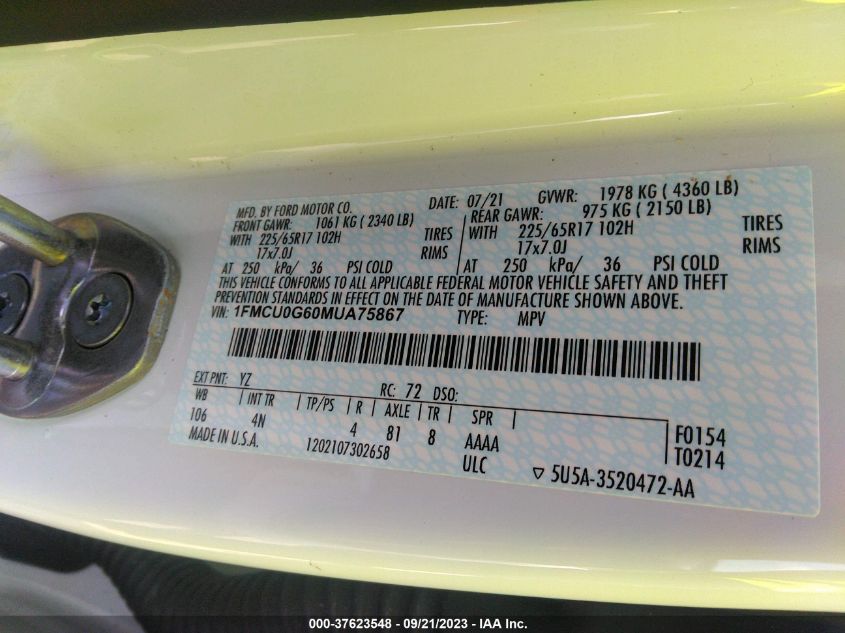 MFD. BY FORD MOTOR CO. DATE: 07/21 GVWR: 1978 KG ( 4360 LB)
FRONT GAWR: 1061 KG ( 2340 LB) REAR GAWR: 975 KG ( 2150 LB)
WITH 225/65R17 102H TIRES WITH 225/65R17 102H TIRES
17x7.0J RIMS 17x7.0J RIMS
AT 250 kPa/ 36 PSI COLD AT 250 kPa/ 36 PSI COLD
THIS VEHICLE CONFORMS TO ALL APPLICABLE FEDERAL MOTOR VEHICLE SAFETY AND THEFT
PREVENTION STANDARDS IN EFFECT ON THE DATE OF MANUFACTURE SHOWN ABOVE.
VIN: 1FMCU0G60MUA75867 TYPE: MPV
EXT PNT: YZ RC: 72 DSO:
WB INT TR TP/PS R AXLE TR SPR
106 4N 4 81 8 AAAA F0154
MADE IN U.S.A. 1202107302658 ULC T0214
5U5A-3520472-AA
000-37623548 - 09/21/2023 - IAA Inc.